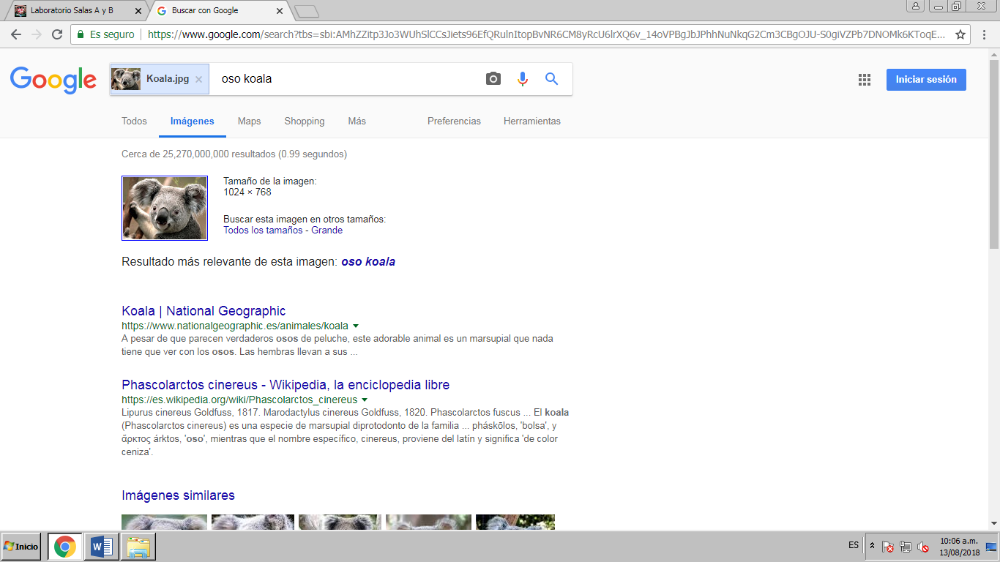 Laboratorio Salas A y B
Buscar con Google
Es seguro
https://www.google.com/search?tbs=sbi:AMhZZitp3Jo3WUhSlCCsJiets96EfQRulnItopBvNR6CM8yRcU6lrXQ6v_14oVPBgJbJPhhNuNkqG2Cm3CBgOJU-S0giVZPb7DNOMk6KToqE...
Google
Koala.jpg
oso koala
Iniciar sesión
Todos
Imágenes
Maps
Shopping
Más
Preferencias
Herramientas
Cerca de 25,270,000,000 resultados (0.99 segundos)
Tamaño de la imagen:
1024 × 768
Buscar esta imagen en otros tamaños:
Todos los tamaños - Grande
Resultado más relevante de esta imagen: oso koala
Koala | National Geographic
https://www.nationalgeographic.es/animales/koala
A pesar de que parecen verdaderos osos de peluche, este adorable animal es un marsupial que nada
tiene que ver con los osos. Las hembras llevan a sus ...
Phascolarctos cinereus - Wikipedia, la enciclopedia libre
https://es.wikipedia.org/wiki/Phascolarctos_cinereus
Lipurus cinereus Goldfuss, 1817. Marodactylus cinereus Goldfuss, 1820. Phascolarctos fuscus ... El koala
(Phascolarctos cinereus) es una especie de marsupial diprotodonto de la familia ... pháskōlos, 'bolsa', y
ἄρκτος árktos, 'oso', mientras que el nombre específico, cinereus, proviene del latín y significa 'de color
ceniza'.
Imágenes similares
Inicio
ES
10:06 a.m.
13/08/2018